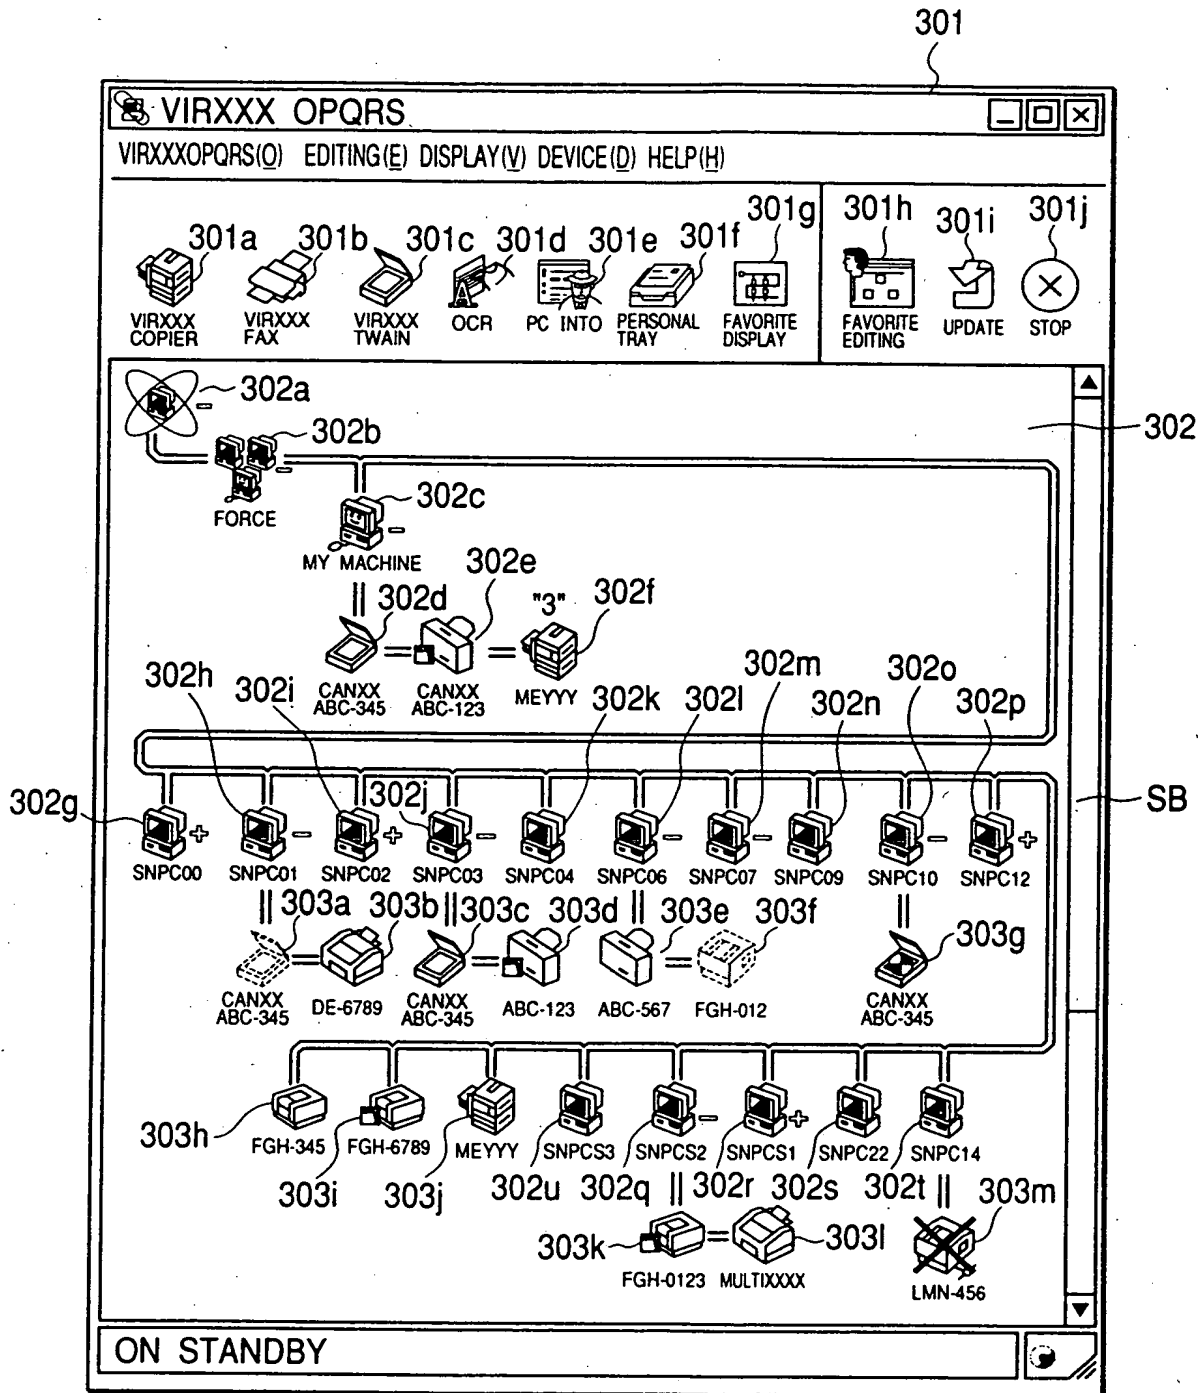 301
VIRXXX OPQRS
VIRXXXOPQRS(O) EDITING(E) DISPLAY(V) DEVICE(D) HELP(H)
301a 301b 301c 301d 301e 301f 301g 301h 301i 301j
VIRXXX COPIER
VIRXXX FAX
VIRXXX TWAIN
OCR
PC INTO
PERSONAL TRAY
FAVORITE DISPLAY
FAVORITE EDITING
UPDATE
STOP
302a
302
302b
FORCE
302c
MY MACHINE
302d 302e "3" 302f
CANXX ABC-345
CANXX ABC-123
MEYYY
302h 302i 302k 302l 302m 302n 302o 302p
302g 302j SB
SNPC00 SNPC01 SNPC02 SNPC03 SNPC04 SNPC06 SNPC07 SNPC09 SNPC10 SNPC12
303a 303b 303c 303d 303e 303f 303g
CANXX ABC-345
DE-6789
CANXX ABC-345
ABC-123
ABC-567
FGH-012
CANXX ABC-345
303h FGH-345 FGH-6789 MEYYY SNPCS3 SNPCS2 SNPCS1 SNPC22 SNPC14
303i 303j 302u 302q 302r 302s 302t 303m
303k 303l
FGH-0123 MULTIXXXX LMN-456
ON STANDBY